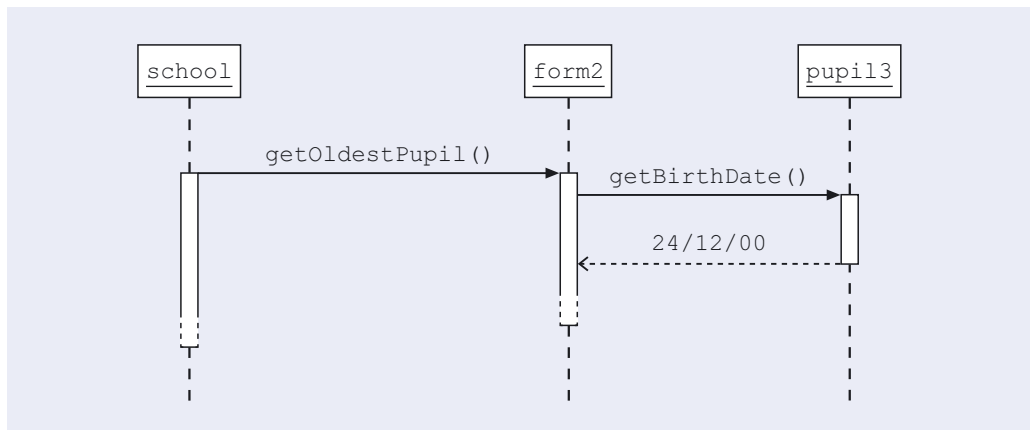 school
form2
pupil3
getOldestPupil()
getBirthDate()
24/12/00